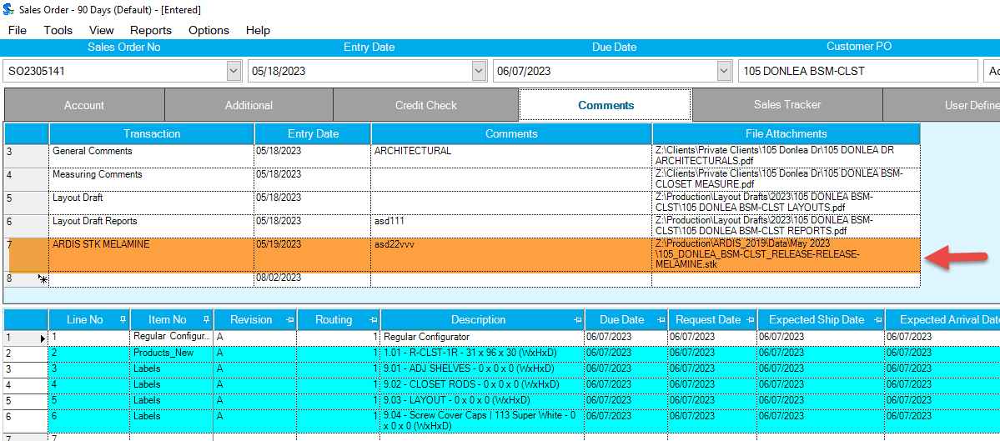 Sales Order - 90 Days (Default) - [Entered]
File Tools View Reports Options Help
Sales Order No Entry Date Due Date Customer PO
SO2305141 05/18/2023 06/07/2023 105 DONLEA BSM-CLST Ac
Account Additional Credit Check Comments Sales Tracker User Define
Transaction Entry Date Comments File Attachments
3 General Comments 05/18/2023 ARCHITECTURAL Z:\Clients\Private Clients\105 Donlea Dr\105 DONLEA DR
ARCHITECTURALS.pdf
4 Measuring Comments 05/18/2023 Z:\Clients\Private Clients\105 Donlea Dr\105 DONLEA BSM-
CLOSET MEASURE.pdf
5 Layout Draft 05/18/2023 Z:\Production\Layout Drafts\2023\105 DONLEA BSM-
CLST\105 DONLEA BSM-CLST LAYOUTS.pdf
6 Layout Draft Reports 05/18/2023 asd111 Z:\Production\Layout Drafts\2023\105 DONLEA BSM-
CLST\105 DONLEA BSM-CLST REPORTS.pdf
7 ARDIS STK MELAMINE 05/19/2023 asd22vvv Z:\Production\ARDIS_2019\Data\May 2023
\105_DONLEA_BSM-CLST_RELEASE-RELEASE-
MELAMINE.stk
8 08/02/2023
Line No Item No Revision Routing Description Due Date Request Date Expected Ship Date Expected Arrival Date
1 1 Regular Configur... A 1 Regular Configurator 06/07/2023 06/07/2023 06/07/2023 06/07/2023
2 2 Products_New A 1 1.01 - R-CLST-1R - 31 x 96 x 30 (WxHxD) 06/07/2023 06/07/2023 06/07/2023 06/07/2023
3 3 Labels A 1 9.01 - ADJ SHELVES - 0 x 0 x 0 (WxHxD) 06/07/2023 06/07/2023 06/07/2023 06/07/2023
4 4 Labels A 1 9.02 - CLOSET RODS - 0 x 0 x 0 (WxHxD) 06/07/2023 06/07/2023 06/07/2023 06/07/2023
5 5 Labels A 1 9.03 - LAYOUT - 0 x 0 x 0 (WxHxD) 06/07/2023 06/07/2023 06/07/2023 06/07/2023
6 6 Labels A 1 9.04 - Screw Cover Caps | 113 Super White - 0 06/07/2023 06/07/2023 06/07/2023 06/07/2023
x 0 x 0 (WxHxD)
7 7